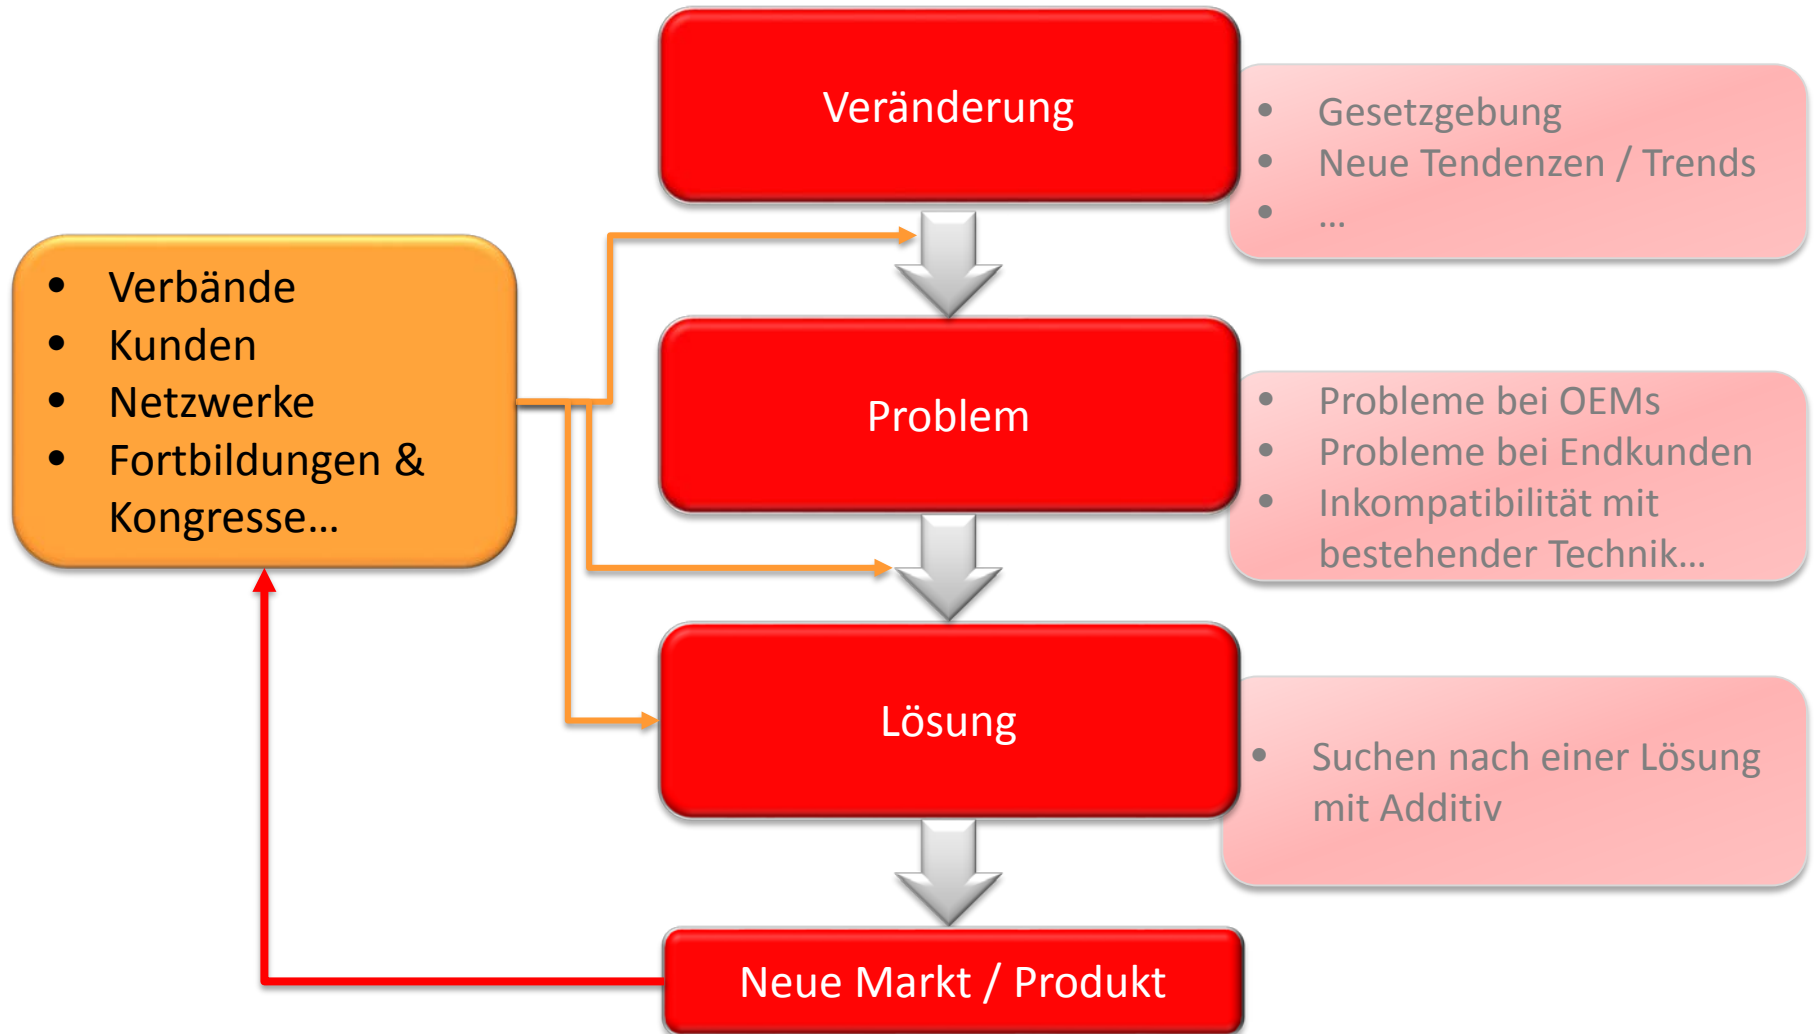 Veränderung
• Gesetzgebung
• Neue Tendenzen / Trends
• …
• Verbände
• Kunden
• Netzwerke
• Fortbildungen &
Kongresse…
Problem
• Probleme bei OEMs
• Probleme bei Endkunden
• Inkompatibilität mit
bestehender Technik…
Lösung
• Suchen nach einer Lösung
mit Additiv
Neue Markt / Produkt